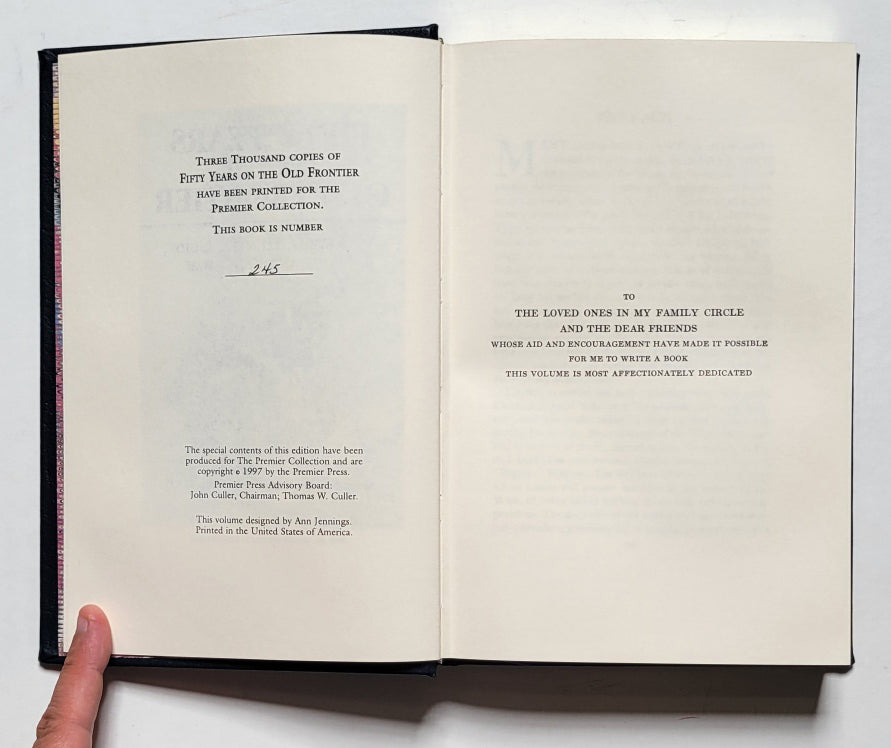 THREE THOUSAND COPIES OF
FIFTY YEARS ON THE OLD FRONTIER
HAVE BEEN PRINTED FOR THE
PREMIER COLLECTION.
THIS BOOK IS NUMBER
245
The special contents of this edition have been
produced for The Premier Collection and are
copyright © 1997 by the Premier Press.
Premier Press Advisory Board:
John Culler, Chairman; Thomas W. Culler.
This volume designed by Ann Jennings.
Printed in the United States of America.
TO
THE LOVED ONES IN MY FAMILY CIRCLE
AND THE DEAR FRIENDS
WHOSE AID AND ENCOURAGEMENT HAVE MADE IT POSSIBLE
FOR ME TO WRITE A BOOK
THIS VOLUME IS MOST AFFECTIONATELY DEDICATED